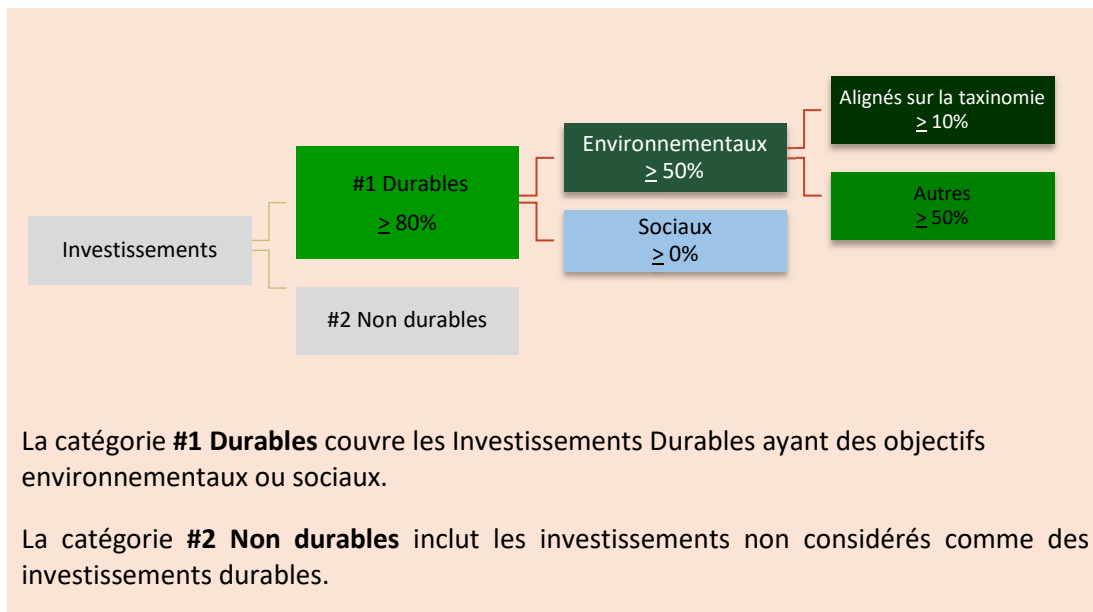 Alignés sur la taxinomie
≥ 10%
Environnementaux
≥ 50%
#1 Durables
≥ 80%
Autres
≥ 50%
Sociaux
≥ 0%
Investissements
#2 Non durables
La catégorie #1 Durables couvre les Investissements Durables ayant des objectifs
environnementaux ou sociaux.
La catégorie #2 Non durables inclut les investissements non considérés comme des
investissements durables.